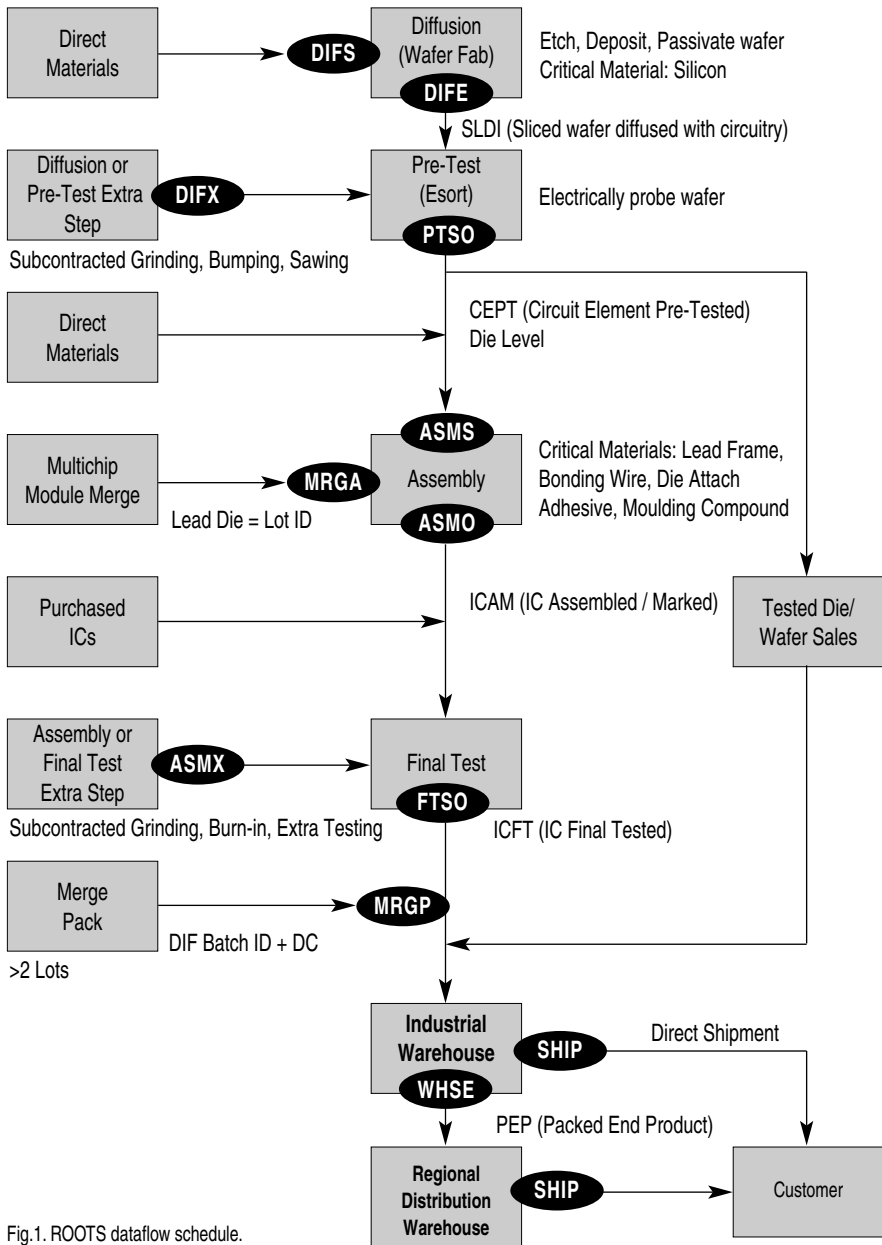 Direct
Materials
DIFS
Diffusion
(Wafer Fab)
DIFE
Etch, Deposit, Passivate wafer
Critical Material: Silicon
SLDI (Sliced wafer diffused with circuitry)
Diffusion or
Pre-Test Extra
Step
DIFX
Pre-Test
(Esort)
PTSO
Electrically probe wafer
Subcontracted Grinding, Bumping, Sawing
Direct
Materials
CEPT (Circuit Element Pre-Tested)
Die Level
Multichip
Module Merge
MRGA
Lead Die = Lot ID
ASMS
Assembly
ASMO
Critical Materials: Lead Frame,
Bonding Wire, Die Attach
Adhesive, Moulding Compound
Purchased
ICs
ICAM (IC Assembled / Marked)
Tested Die/
Wafer Sales
Assembly or
Final Test
Extra Step
ASMX
Final Test
FTSO
Subcontracted Grinding, Burn-in, Extra Testing
ICFT (IC Final Tested)
Merge
Pack
MRGP
DIF Batch ID + DC
>2 Lots
Industrial
Warehouse
SHIP
WHSE
Direct Shipment
PEP (Packed End Product)
Regional
Distribution
Warehouse
SHIP
Customer
Fig.1. ROOTS dataflow schedule.